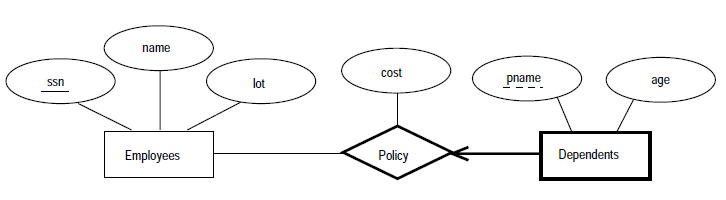 name
ssn
lot
cost
pname
age
Employees
Policy
Dependents